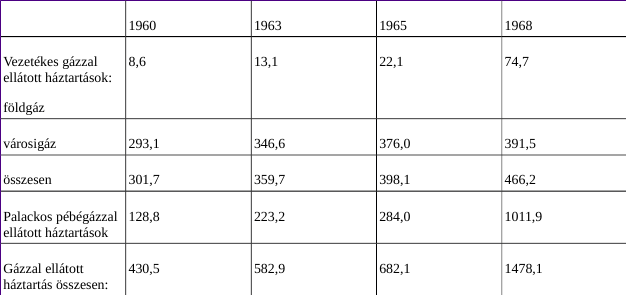 1960 1963 1965 1968
Vezetékes gázzal 8,6 13,1 22,1 74,7
ellátott háztartások:
földgáz
városigáz 293,1 346,6 376,0 391,5
összesen 301,7 359,7 398,1 466,2
Palackos pébégázzal 128,8 223,2 284,0 1011,9
ellátott háztartások
Gázzal ellátott 430,5 582,9 682,1 1478,1
háztartás összesen: